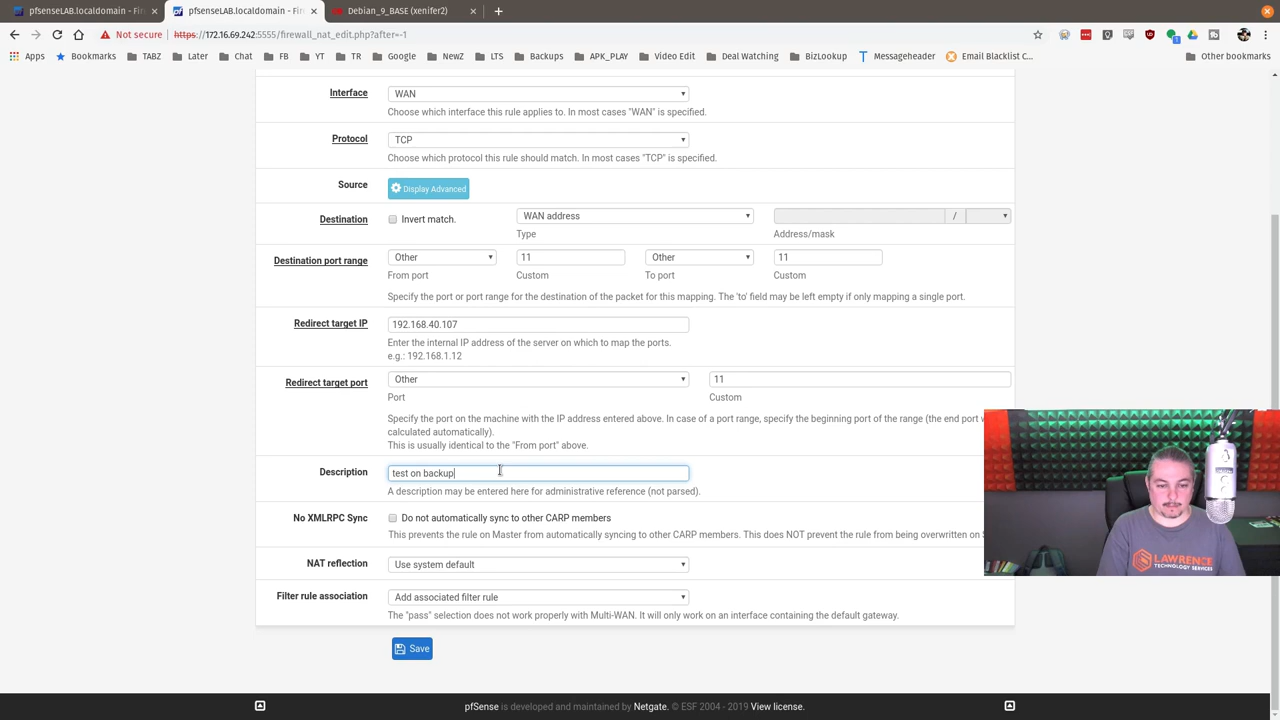 pfsenseLAB.localdomain - Fire
pfsenseLAB.localdomain - Fire
Debian_9_BASE (xenifer2)
Not secure
https://172.16.69.242:5555/firewall_nat_edit.php?after=-1
Apps
Bookmarks
TABZ
Later
Chat
FB
YT
TR
Google
NewZ
LTS
Backups
APK_PLAY
Video Edit
Deal Watching
BizLookup
Messageheader
Email Blacklist C...
Other bookmarks
Interface
WAN
Choose which interface this rule applies to. In most cases "WAN" is specified.
Protocol
TCP
Choose which protocol this rule should match. In most cases "TCP" is specified.
Source
Display Advanced
Destination
Invert match.
WAN address
/
Type
Address/mask
Destination port range
Other
11
Other
11
From port
Custom
To port
Custom
Specify the port or port range for the destination of the packet for this mapping. The 'to' field may be left empty if only mapping a single port.
Redirect target IP
192.168.40.107
Enter the internal IP address of the server on which to map the ports.
e.g.: 192.168.1.12
Redirect target port
Other
11
Port
Custom
Specify the port on the machine with the IP address entered above. In case of a port range, specify the beginning port of the range (the end port w
calculated automatically).
This is usually identical to the "From port" above.
Description
test on backup
A description may be entered here for administrative reference (not parsed).
No XMLRPC Sync
Do not automatically sync to other CARP members
This prevents the rule on Master from automatically syncing to other CARP members. This does NOT prevent the rule from being overwritten on S
NAT reflection
Use system default
Filter rule association
Add associated filter rule
The "pass" selection does not work properly with Multi-WAN. It will only work on an interface containing the default gateway.
Save
LAWRENCE
TECHNOLOGY SERVICES
pfSense is developed and maintained by Netgate. © ESF 2004 - 2019 View license.